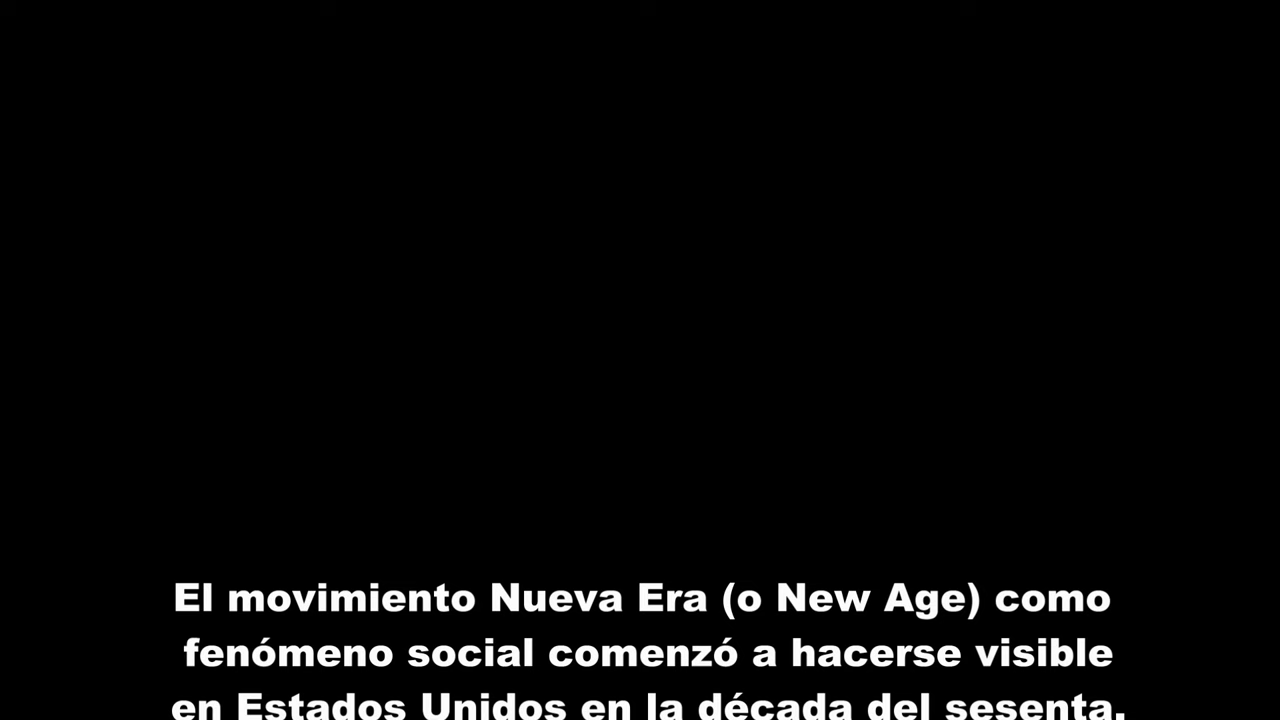 El movimiento Nueva Era (o New Age) como
fenómeno social comenzó a hacerse visible
en Estados Unidos en la década del sesenta.